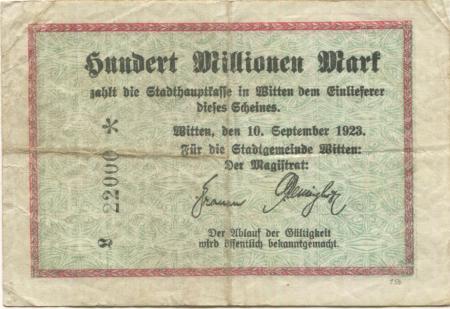 Hundert Millionen Mark
zahlt die Stadthauptkasse in Witten dem Einlieferer
dieses Scheines.
Witten, den 10. September 1923.
Für die Stadtgemeinde Witten:
Der Magistrat:
22000 *
Der Ablauf der Gültigkeit
wird öffentlich bekanntgemacht.